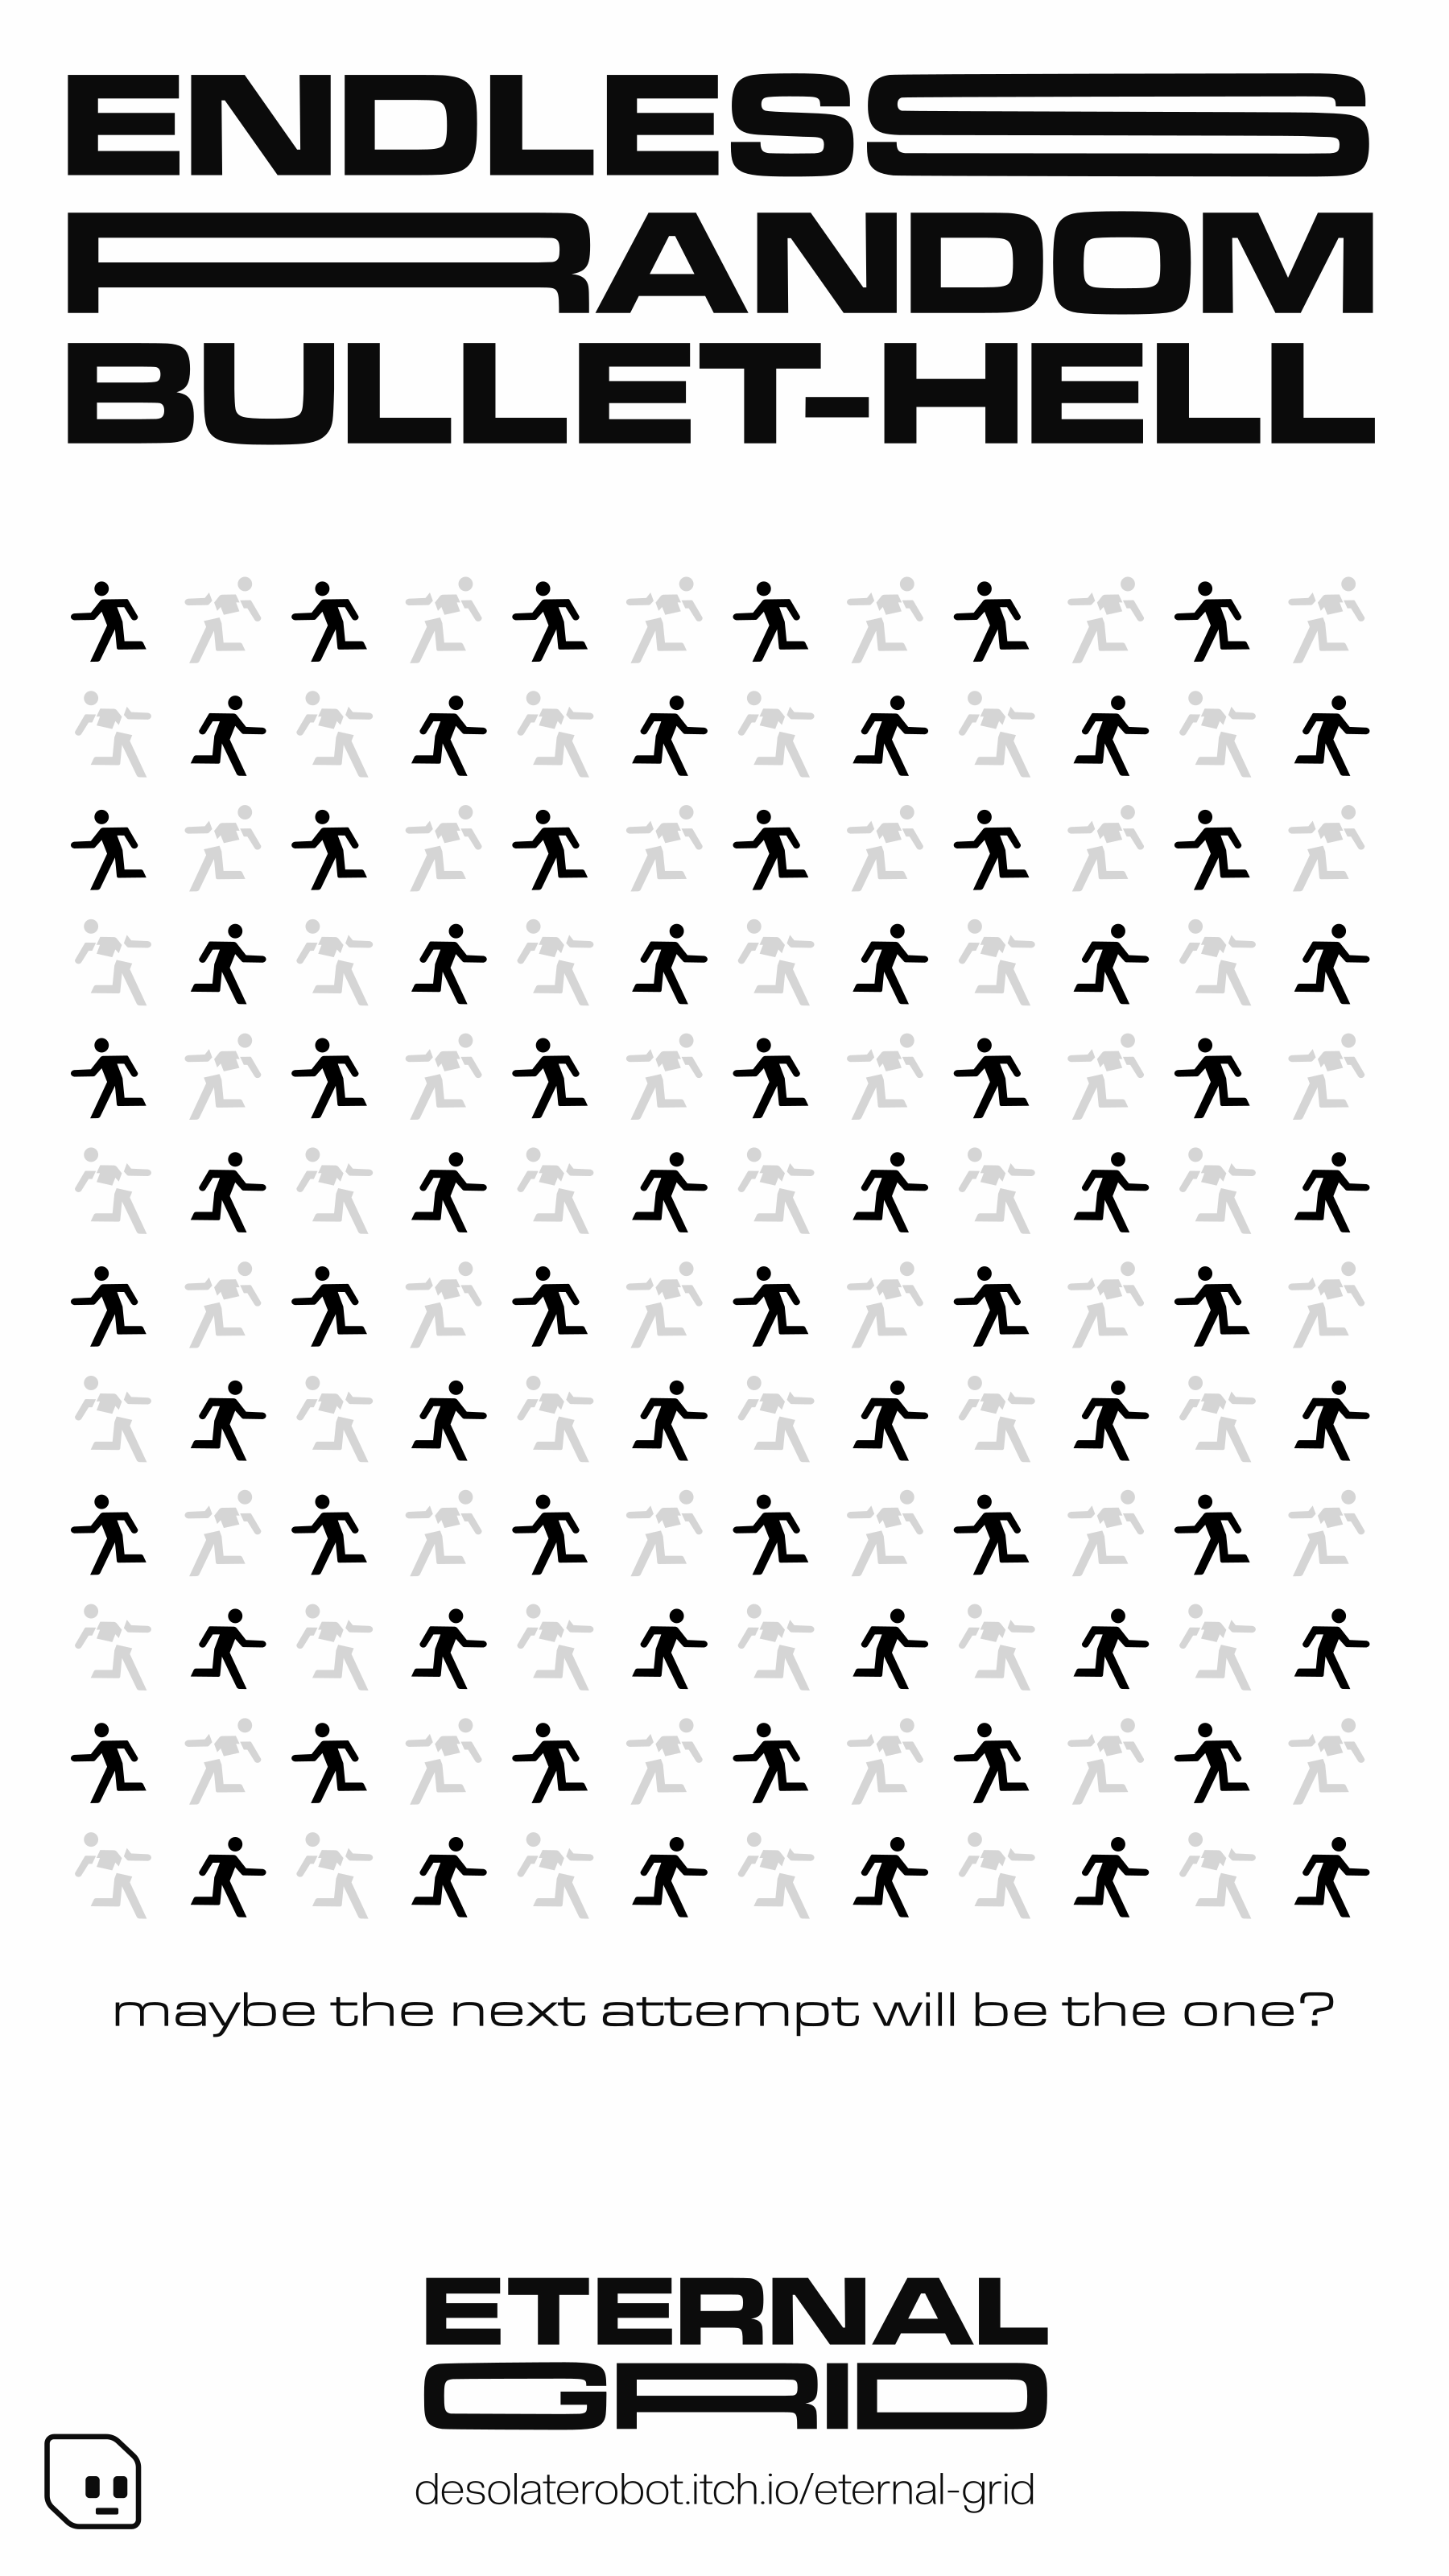 ENDLESS
RANDOM
BULLET-HELL
maybe the next attempt will be the one?
ETERNAL
GRID
desolaterobot.itch.io/eternal-grid